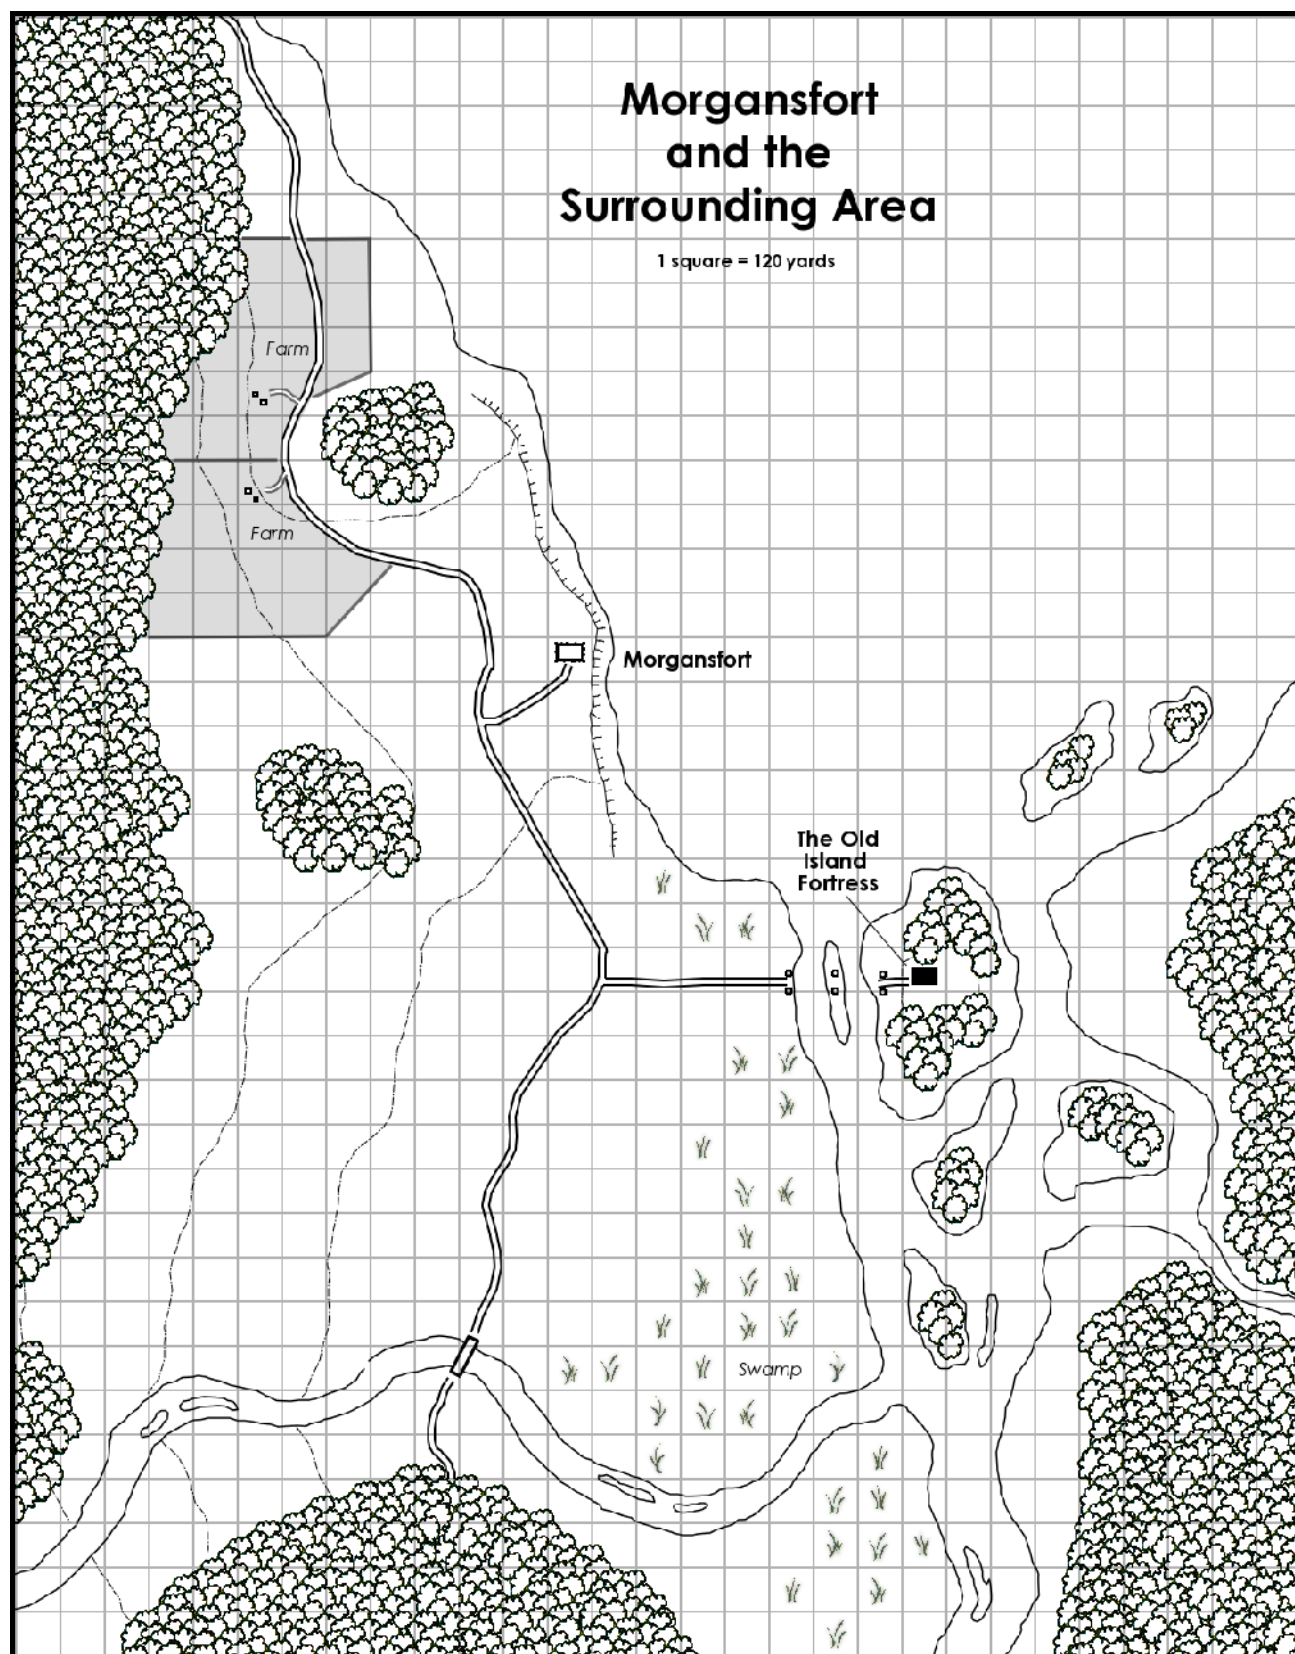 Morgansfort
and the
Surrounding Area
1 square = 120 yards
Farm
Farm
Morgansfort
The Old
Island
Fortress
Swamp